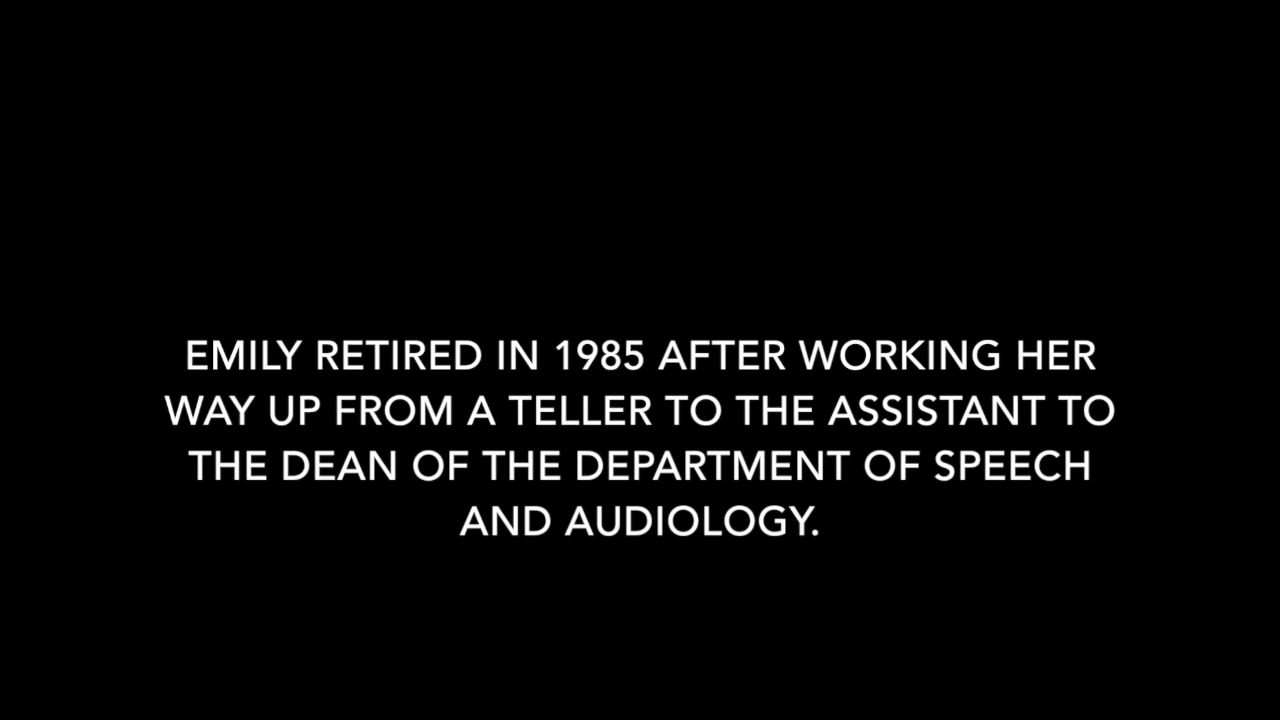 EMILY RETIRED IN 1985 AFTER WORKING HER
WAY UP FROM A TELLER TO THE ASSISTANT TO
THE DEAN OF THE DEPARTMENT OF SPEECH
AND AUDIOLOGY.